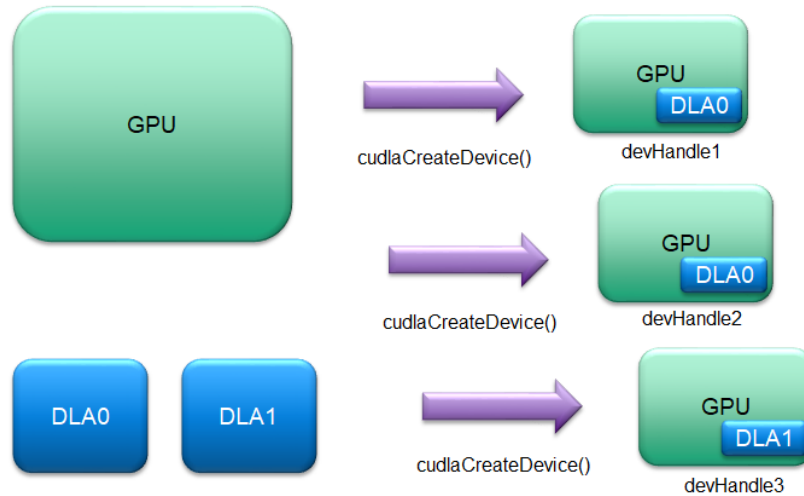 GPU
cudlaCreateDevice()
GPU
DLA0
devHandle1
cudlaCreateDevice()
GPU
DLA0
devHandle2
DLA0
DLA1
cudlaCreateDevice()
GPU
DLA1
devHandle3